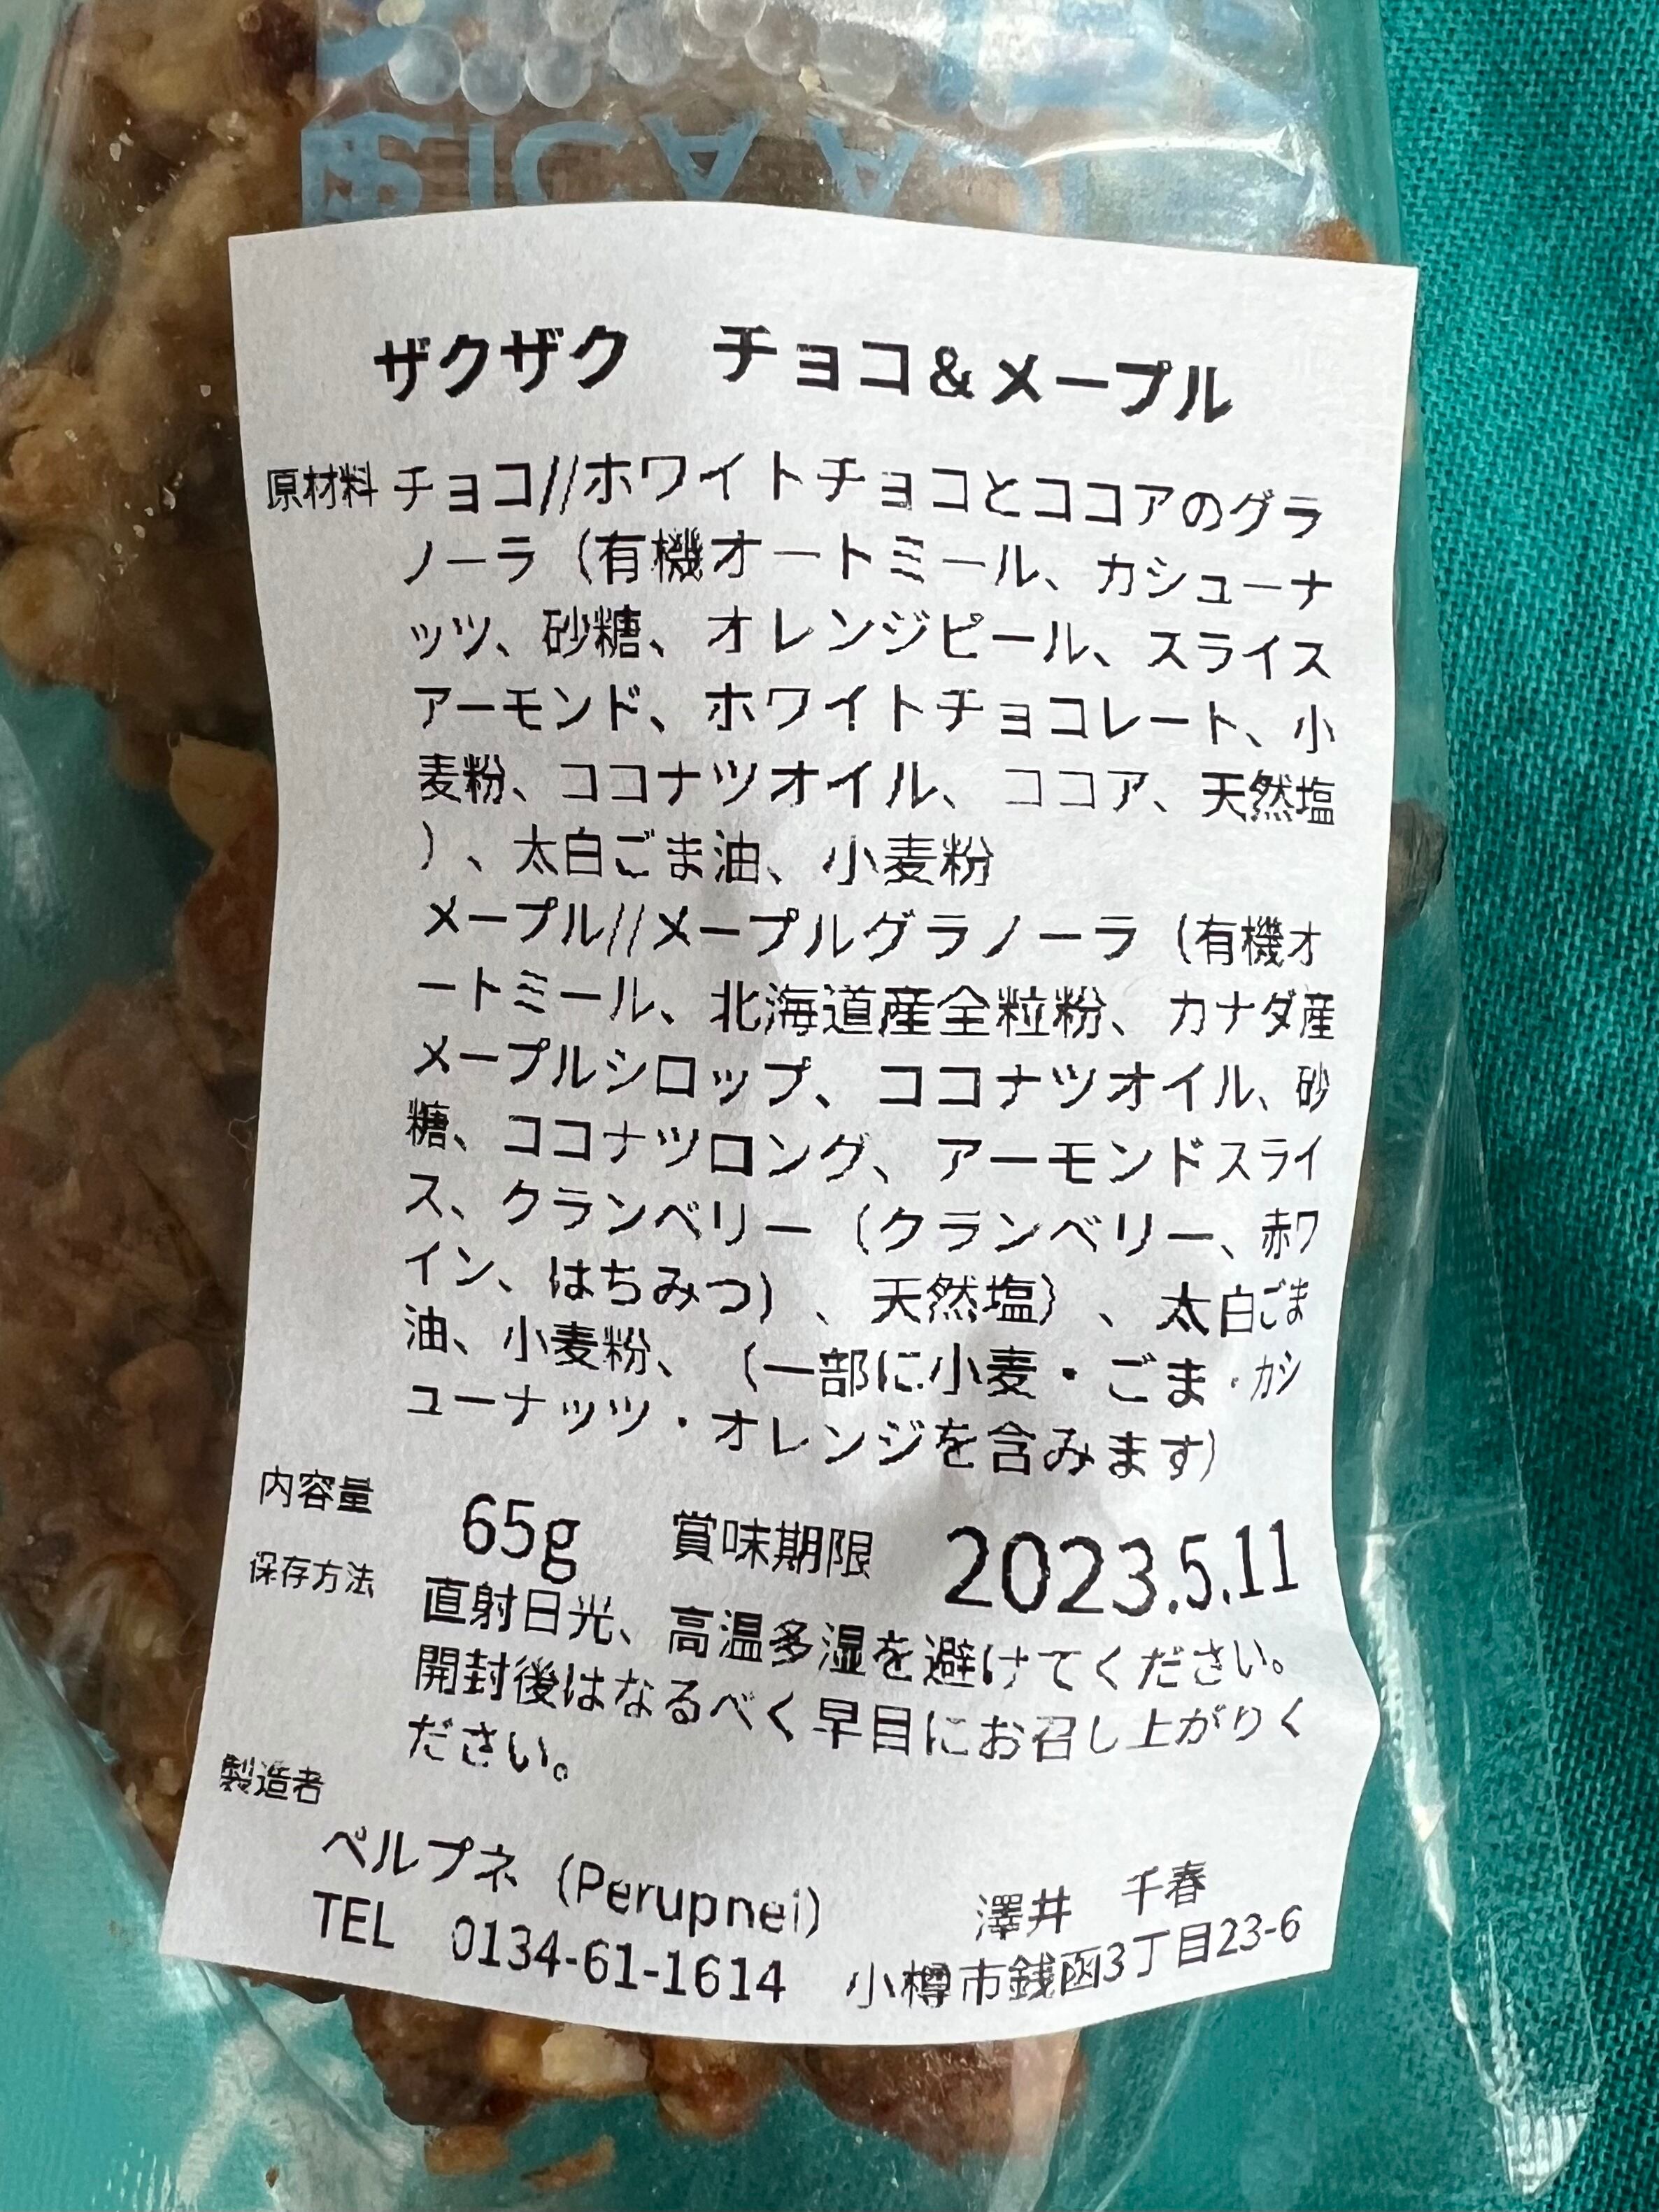 ザクザク　チョコ&メープル
原材料 チョコ//ホワイトチョコとココアのグラ
ノーラ（有機オートミール、カシューナ
ッツ、砂糖、オレンジピール、スライス
アーモンド、ホワイトチョコレート、小
麦粉、ココナツオイル、ココア、天然塩
）、太白ごま油、小麦粉
メープル//メープルグラノーラ（有機オ
ートミール、北海道産全粒粉、カナダ産
メープルシロップ、ココナツオイル、砂
糖、ココナツロング、アーモンドスライ
ス、クランベリー（クランベリー、赤ワ
イン、はちみつ）、天然塩）、太白ごま
油、小麦粉、（一部に小麦・ごま・カシ
ューナッツ・オレンジを含みます）
内容量 65g 賞味期限 2023.5.11
保存方法 直射日光、高温多湿を避けてください。
開封後はなるべく早目にお召し上がりく
ださい。
製造者
ペルプネ（Perupnei） 澤井　千春
TEL 0134-61-1614 小樽市銭函3丁目23-6